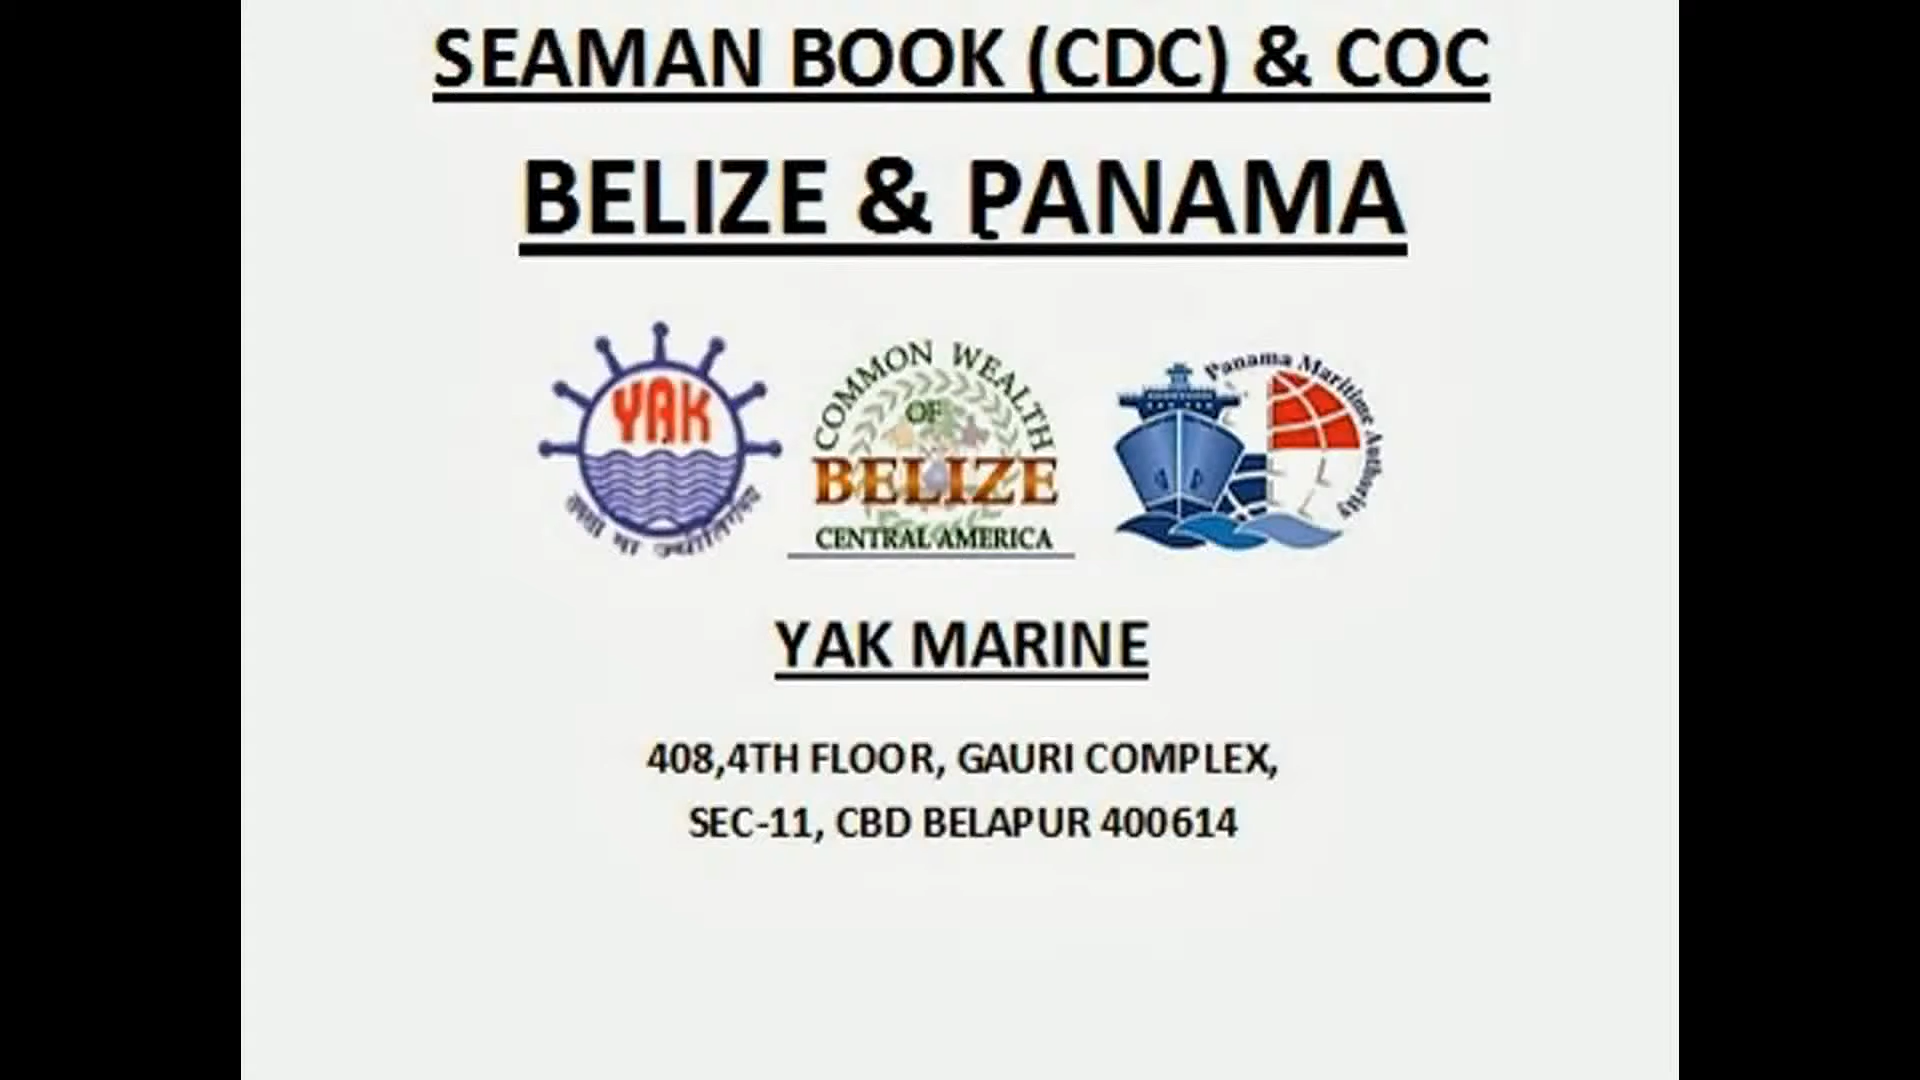 SEAMAN BOOK (CDC) & COC
BELIZE & PANAMA
YAK
COMMON WEALTH
OF
BELIZE
CENTRAL AMERICA
Panama Maritime Authority
YAK MARINE
408,4TH FLOOR, GAURI COMPLEX,
SEC-11, CBD BELAPUR 400614